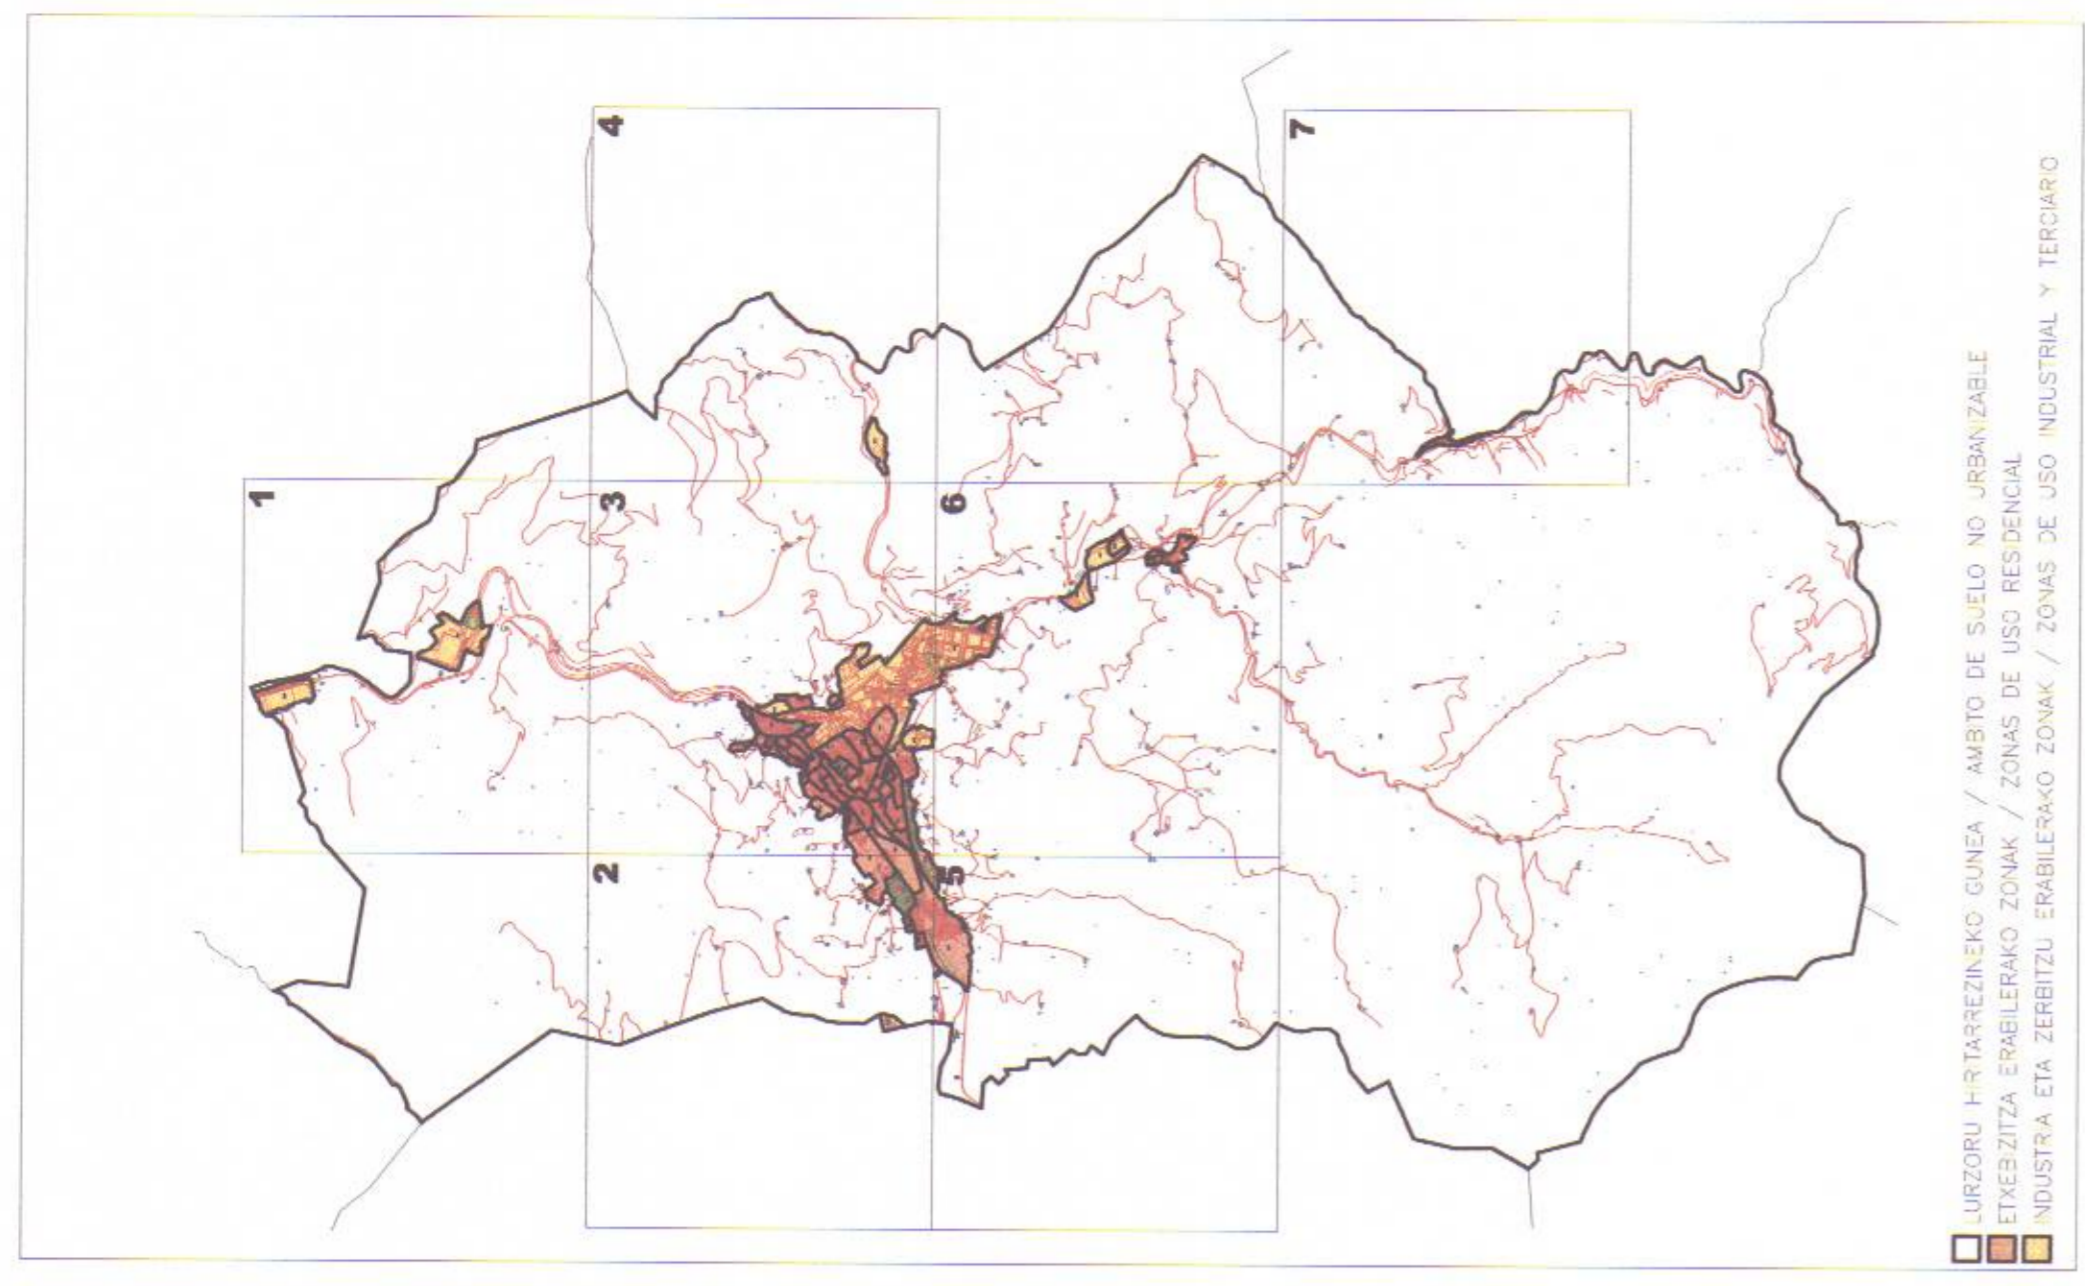 1
2
3
4
5
6
7
LURZORU HIRITARREZINEKO GUNEA / AMBITO DE SUELO NO URBANIZABLE
ETXEBIZITZA ERABILERAKO ZONAK / ZONAS DE USO RESIDENCIAL
INDUSTRA ETA ZERBITZU ERABILERAKO ZONAK / ZONAS DE USO INDUSTRIAL Y TERCIARIO